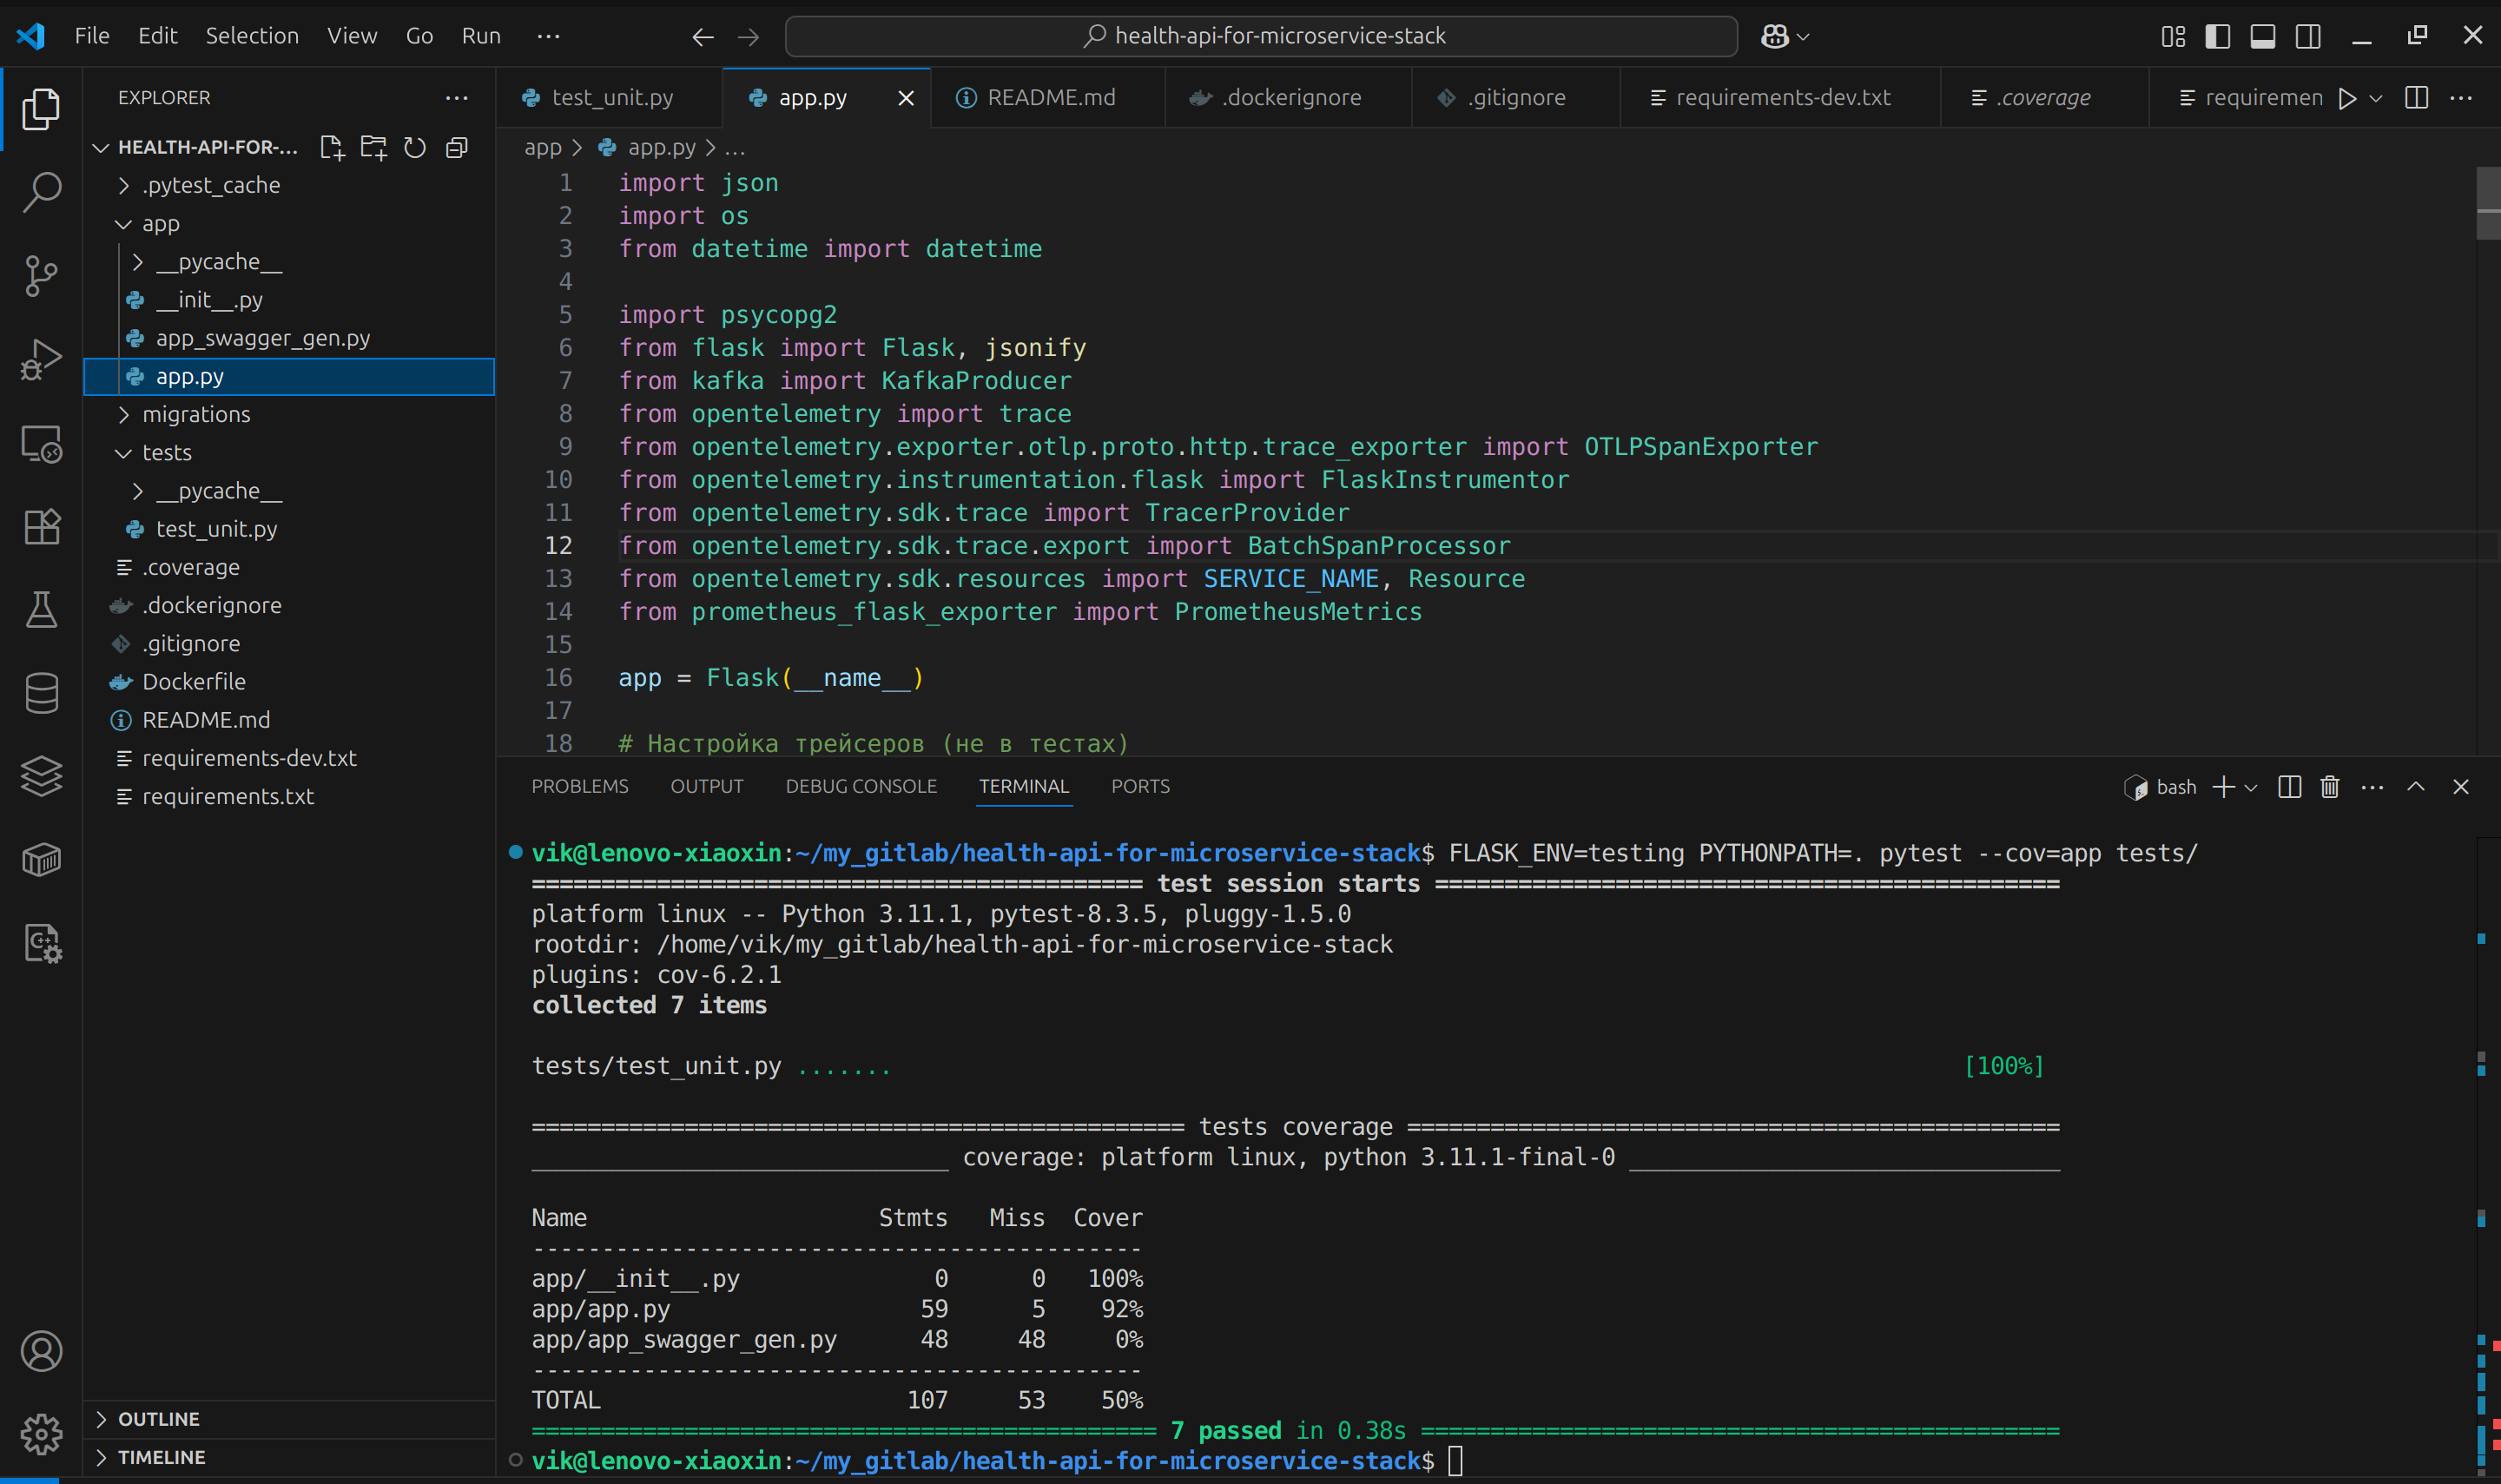 File Edit Selection View Go Run ···
health-api-for-microservice-stack
EXPLORER
HEALTH-API-FOR-...
.pytest_cache
app
__pycache__
__init__.py
app_swagger_gen.py
app.py
migrations
tests
__pycache__
test_unit.py
.coverage
.dockerignore
.gitignore
Dockerfile
README.md
requirements-dev.txt
requirements.txt
OUTLINE
TIMELINE
test_unit.py app.py README.md .dockerignore .gitignore requirements-dev.txt .coverage requiremen
app > app.py > ...
1 import json
2 import os
3 from datetime import datetime
4
5 import psycopg2
6 from flask import Flask, jsonify
7 from kafka import KafkaProducer
8 from opentelemetry import trace
9 from opentelemetry.exporter.otlp.proto.http.trace_exporter import OTLPSpanExporter
10 from opentelemetry.instrumentation.flask import FlaskInstrumentor
11 from opentelemetry.sdk.trace import TracerProvider
12 from opentelemetry.sdk.trace.export import BatchSpanProcessor
13 from opentelemetry.sdk.resources import SERVICE_NAME, Resource
14 from prometheus_flask_exporter import PrometheusMetrics
15
16 app = Flask(__name__)
17
18 # Настройка трейсеров (не в тестах)
PROBLEMS OUTPUT DEBUG CONSOLE TERMINAL PORTS
bash
vik@lenovo-xiaoxin:~/my_gitlab/health-api-for-microservice-stack$ FLASK_ENV=testing PYTHONPATH=. pytest --cov=app tests/
============================================ test session starts =============================================
platform linux -- Python 3.11.1, pytest-8.3.5, pluggy-1.5.0
rootdir: /home/vik/my_gitlab/health-api-for-microservice-stack
plugins: cov-6.2.1
collected 7 items
tests/test_unit.py ....... [100%]
=============================================== tests coverage ===============================================
______________________________ coverage: platform linux, python 3.11.1-final-0 _______________________________
Name Stmts Miss Cover
--------------------------------------------
app/__init__.py 0 0 100%
app/app.py 59 5 92%
app/app_swagger_gen.py 48 48 0%
--------------------------------------------
TOTAL 107 53 50%
============================================= 7 passed in 0.38s ==============================================
vik@lenovo-xiaoxin:~/my_gitlab/health-api-for-microservice-stack$